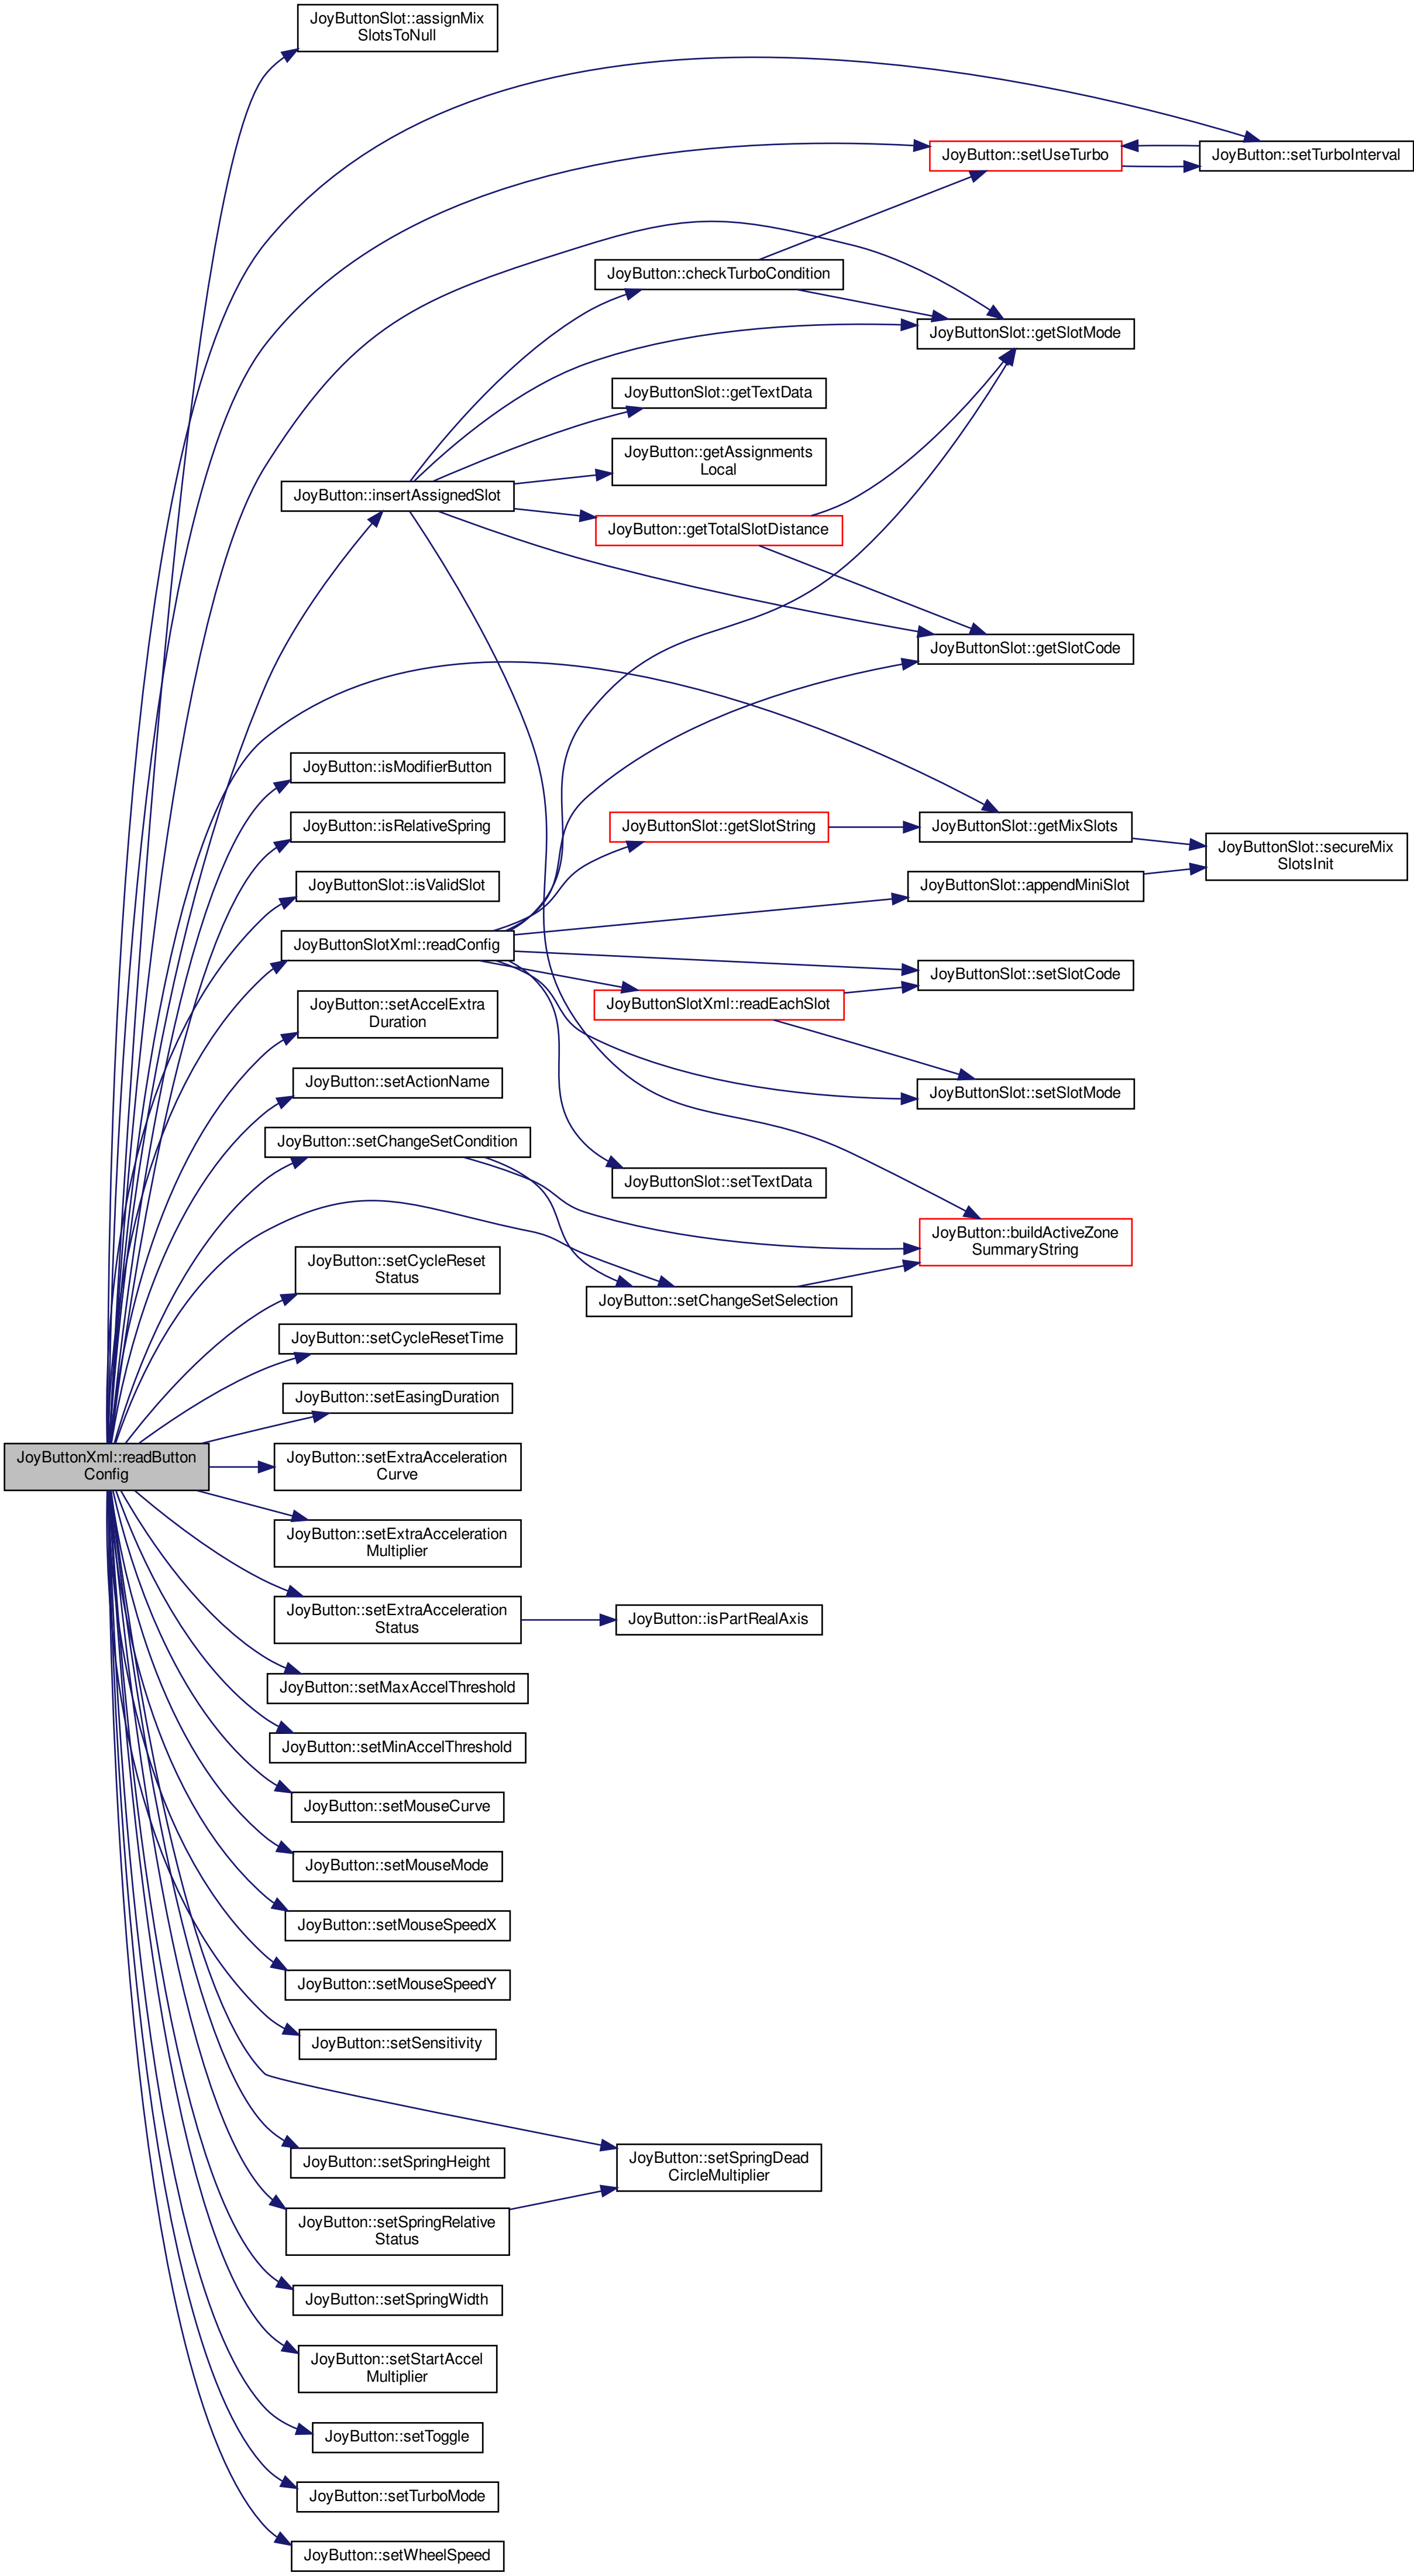 JoyButtonSlot::assignMix
SlotsToNull
JoyButton::setUseTurbo
JoyButton::setTurboInterval
JoyButton::checkTurboCondition
JoyButtonSlot::getSlotMode
JoyButtonSlot::getTextData
JoyButton::getAssignments
Local
JoyButton::insertAssignedSlot
JoyButton::getTotalSlotDistance
JoyButtonSlot::getSlotCode
JoyButton::isModifierButton
JoyButton::isRelativeSpring
JoyButtonSlot::getSlotString
JoyButtonSlot::getMixSlots
JoyButtonSlot::secureMix
SlotsInit
JoyButtonSlot::isValidSlot
JoyButtonSlot::appendMiniSlot
JoyButtonSlotXml::readConfig
JoyButtonSlot::setSlotCode
JoyButtonSlotXml::readEachSlot
JoyButton::setAccelExtra
Duration
JoyButton::setActionName
JoyButtonSlot::setSlotMode
JoyButton::setChangeSetCondition
JoyButtonSlot::setTextData
JoyButton::buildActiveZone
SummaryString
JoyButton::setCycleReset
Status
JoyButton::setChangeSetSelection
JoyButton::setCycleResetTime
JoyButton::setEasingDuration
JoyButtonXml::readButton
Config
JoyButton::setExtraAcceleration
Curve
JoyButton::setExtraAcceleration
Multiplier
JoyButton::setExtraAcceleration
Status
JoyButton::isPartRealAxis
JoyButton::setMaxAccelThreshold
JoyButton::setMinAccelThreshold
JoyButton::setMouseCurve
JoyButton::setMouseMode
JoyButton::setMouseSpeedX
JoyButton::setMouseSpeedY
JoyButton::setSensitivity
JoyButton::setSpringHeight
JoyButton::setSpringDead
CircleMultiplier
JoyButton::setSpringRelative
Status
JoyButton::setSpringWidth
JoyButton::setStartAccel
Multiplier
JoyButton::setToggle
JoyButton::setTurboMode
JoyButton::setWheelSpeed